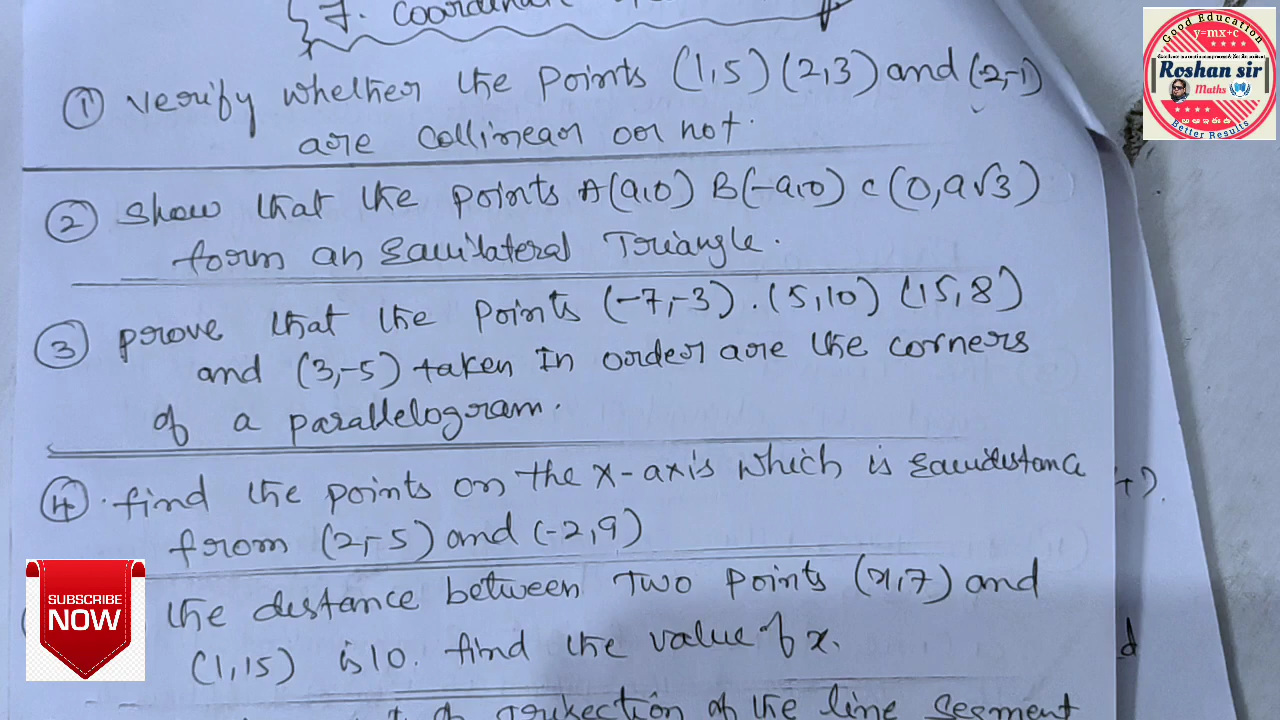 7. Coordinate
① Verify whether the points (1,5) (2,3) and (-2,-1)
are collinear or not.
② Show that the points A(a,0) B(-a,0) C(0,a√3)
form an Equilateral Triangle.
③ prove that the points (-7,-3). (5,10) (15,8)
and (3,-5) taken In order are the corners
of a parallelogram.
④. find the points on the x-axis which is Equidistance
from (2,-5) and (-2,9)
the distance between Two points (x,7) and
(1,15) is 10. find the value of x.
of the line segment
Good Education
y=mx+c
Roshan sir
Maths
Better Results
SUBSCRIBE
NOW